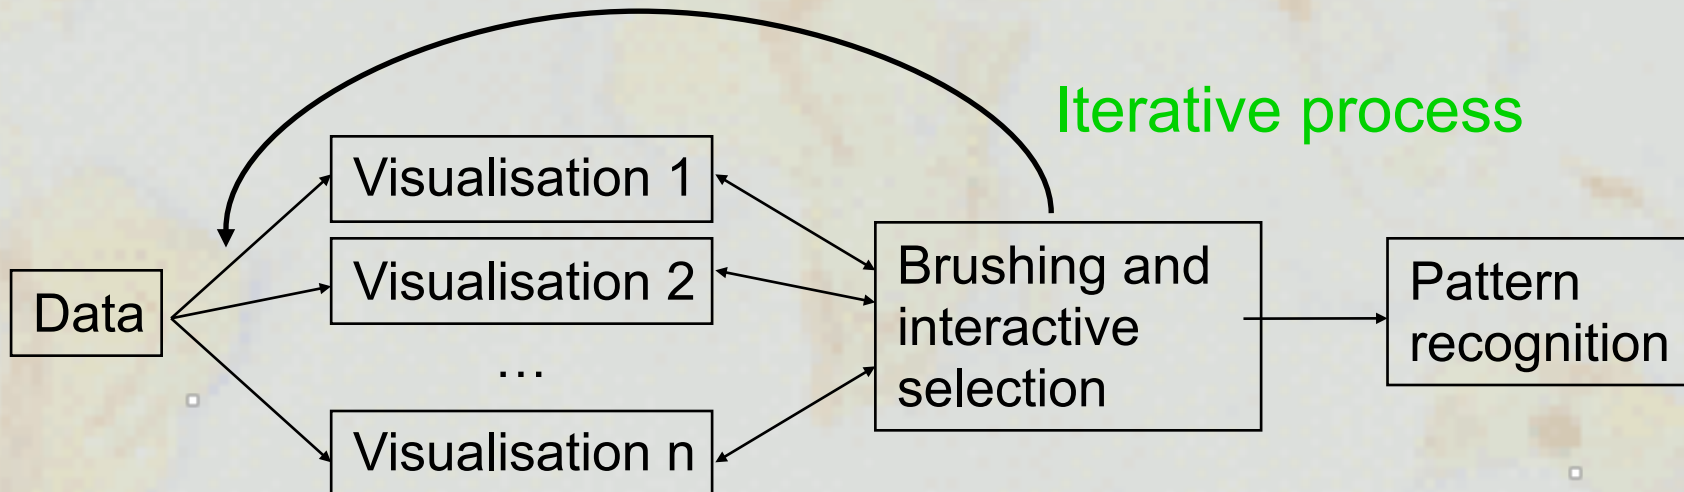 Iterative process
Data
Visualisation 1
Visualisation 2
…
Visualisation n
Brushing and
interactive
selection
Pattern
recognition